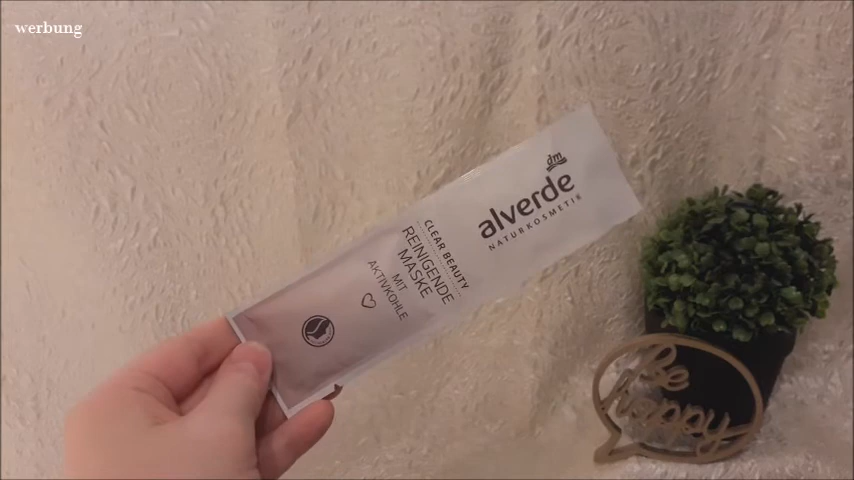 werbung
dm
alverde
NATURKOSMETIK
CLEAR BEAUTY
REINIGENDE
MASKE
MIT
AKTIVKOHLE
be
happy